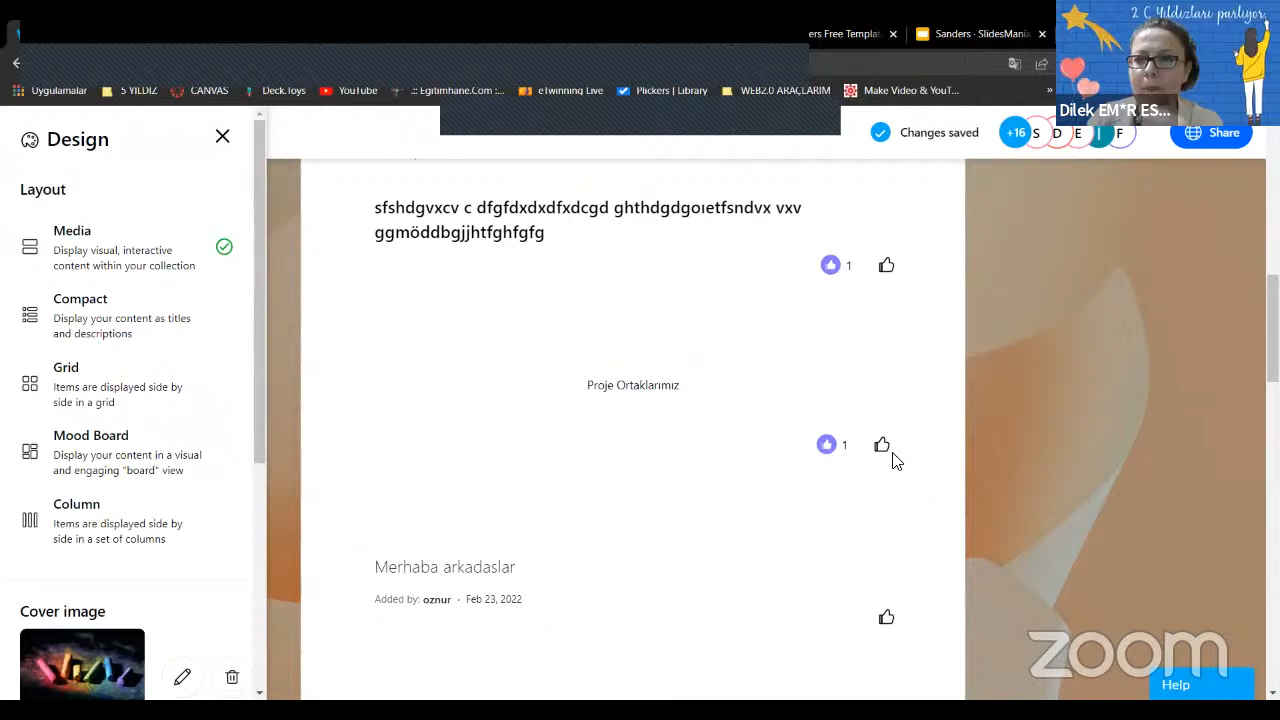 ers Free Templat
Sanders · SlidesMania
2 C Yıldızları parlıyor.
Uygulamalar
5 YILDIZ
CANVAS
Deck.Toys
YouTube
.:: Egitimhane.Com :...
eTwinning Live
Plickers | Library
WEB2.0 ARAÇLARIM
Make Video & YouT...
»
Dilek EM*R ES...
Design
Changes saved
+16
S
D
E
I
F
Share
Layout
Media
Display visual, interactive
content within your collection
Compact
Display your content as titles
and descriptions
Grid
Items are displayed side by
side in a grid
Mood Board
Display your content in a visual
and engaging "board" view
Column
Items are displayed side by
side in a set of columns
Cover image
sfshdgvxcv c dfgfdxdxdfxdcgd ghthdgdgoıetfsndvx vxv
ggmöddbgjjhtfghfgfg
1
Proje Ortaklarımız
1
Merhaba arkadaslar
Added by: oznur · Feb 23, 2022
zoom
Help